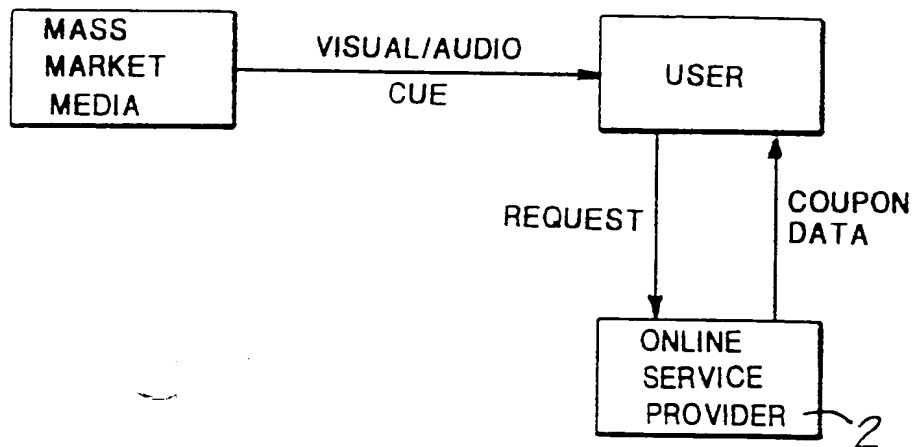 MASS
MARKET
MEDIA
VISUAL/AUDIO
CUE
USER
REQUEST
COUPON
DATA
ONLINE
SERVICE
PROVIDER
2